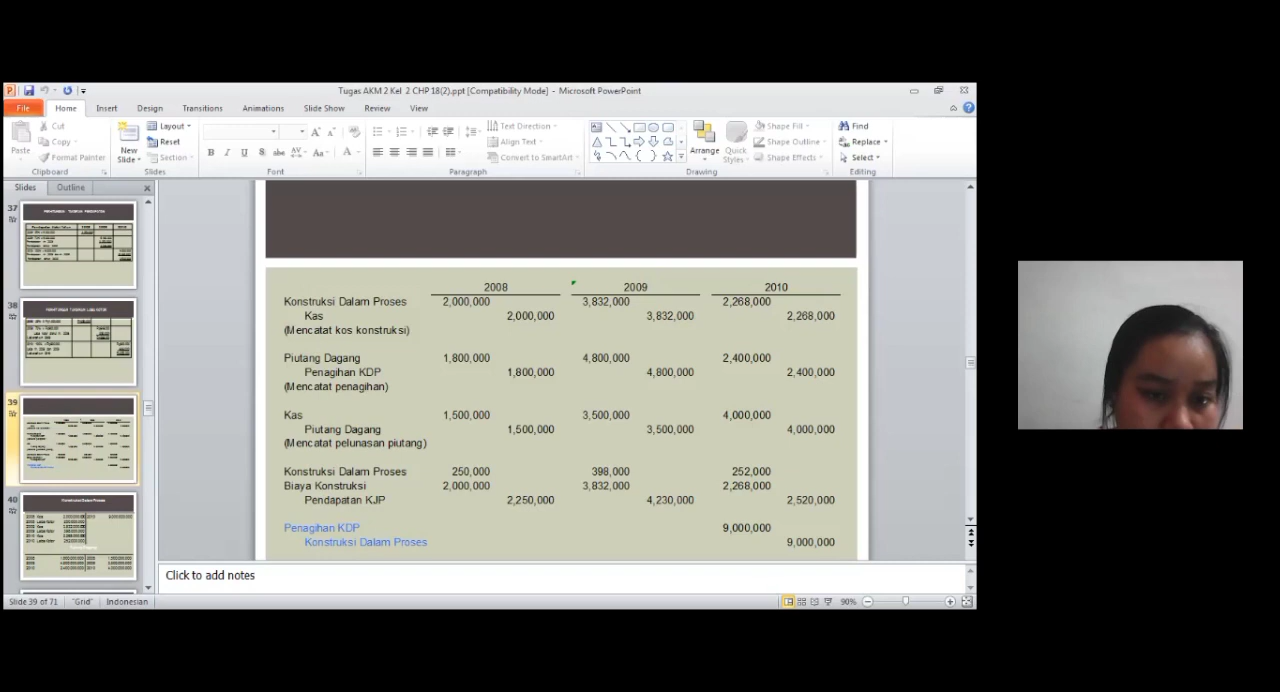 Tugas AKM 2 Kel 2 CHP 18(2).ppt [Compatibility Mode] - Microsoft PowerPoint
File Home Insert Design Transitions Animations Slide Show Review View
Cut Layout Text Direction Shape Fill Find
Copy Reset Align Text Shape Outline Replace
Paste Format Painter New Slide Section Convert to SmartArt Arrange Quick Styles Shape Effects Select
Clipboard Slides Font Paragraph Drawing Editing
Slides Outline
37
38
39
40
Konstruksi Dalam Proses
2008 2009 2010
Konstruksi Dalam Proses 2,000,000 3,832,000 2,268,000
Kas 2,000,000 3,832,000 2,268,000
(Mencatat kos konstruksi)
Piutang Dagang 1,800,000 4,800,000 2,400,000
Penagihan KDP 1,800,000 4,800,000 2,400,000
(Mencatat penagihan)
Kas 1,500,000 3,500,000 4,000,000
Piutang Dagang 1,500,000 3,500,000 4,000,000
(Mencatat pelunasan piutang)
Konstruksi Dalam Proses 250,000 398,000 252,000
Biaya Konstruksi 2,000,000 3,832,000 2,268,000
Pendapatan KJP 2,250,000 4,230,000 2,520,000
Penagihan KDP 9,000,000
Konstruksi Dalam Proses 9,000,000
Click to add notes
Slide 39 of 71 "Grid" Indonesian 90%